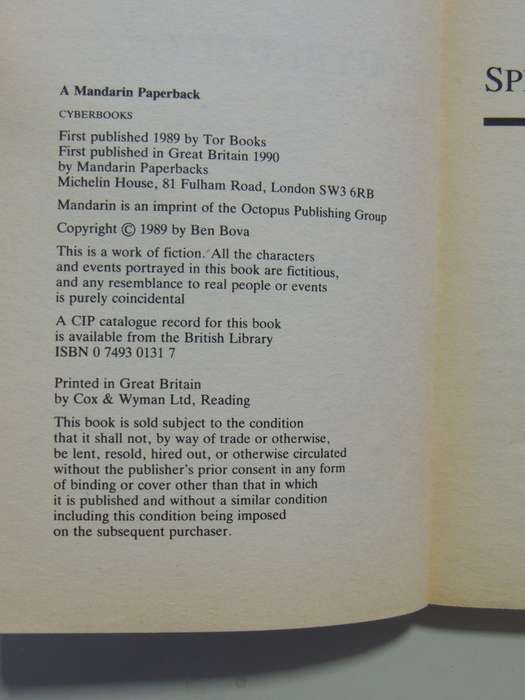 A Mandarin Paperback
CYBERBOOKS
First published 1989 by Tor Books
First published in Great Britain 1990
by Mandarin Paperbacks
Michelin House, 81 Fulham Road, London SW3 6RB
Mandarin is an imprint of the Octopus Publishing Group
Copyright © 1989 by Ben Bova
This is a work of fiction. All the characters
and events portrayed in this book are fictitious,
and any resemblance to real people or events
is purely coincidental
A CIP catalogue record for this book
is available from the British Library
ISBN 0 7493 0131 7
Printed in Great Britain
by Cox & Wyman Ltd, Reading
This book is sold subject to the condition
that it shall not, by way of trade or otherwise,
be lent, resold, hired out, or otherwise circulated
without the publisher's prior consent in any form
of binding or cover other than that in which
it is published and without a similar condition
including this condition being imposed
on the subsequent purchaser.